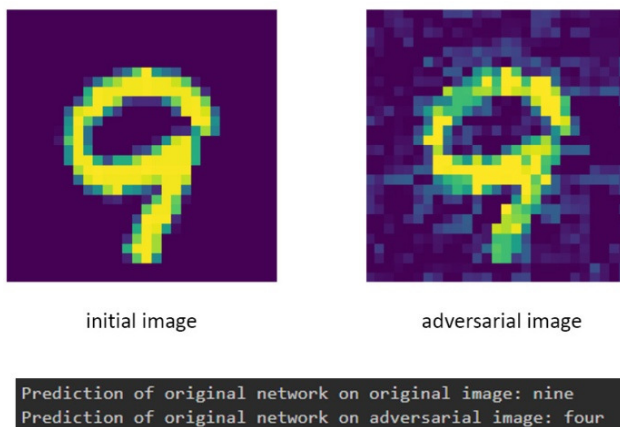 initial image
adversarial image
Prediction of original network on original image: nine
Prediction of original network on adversarial image: four